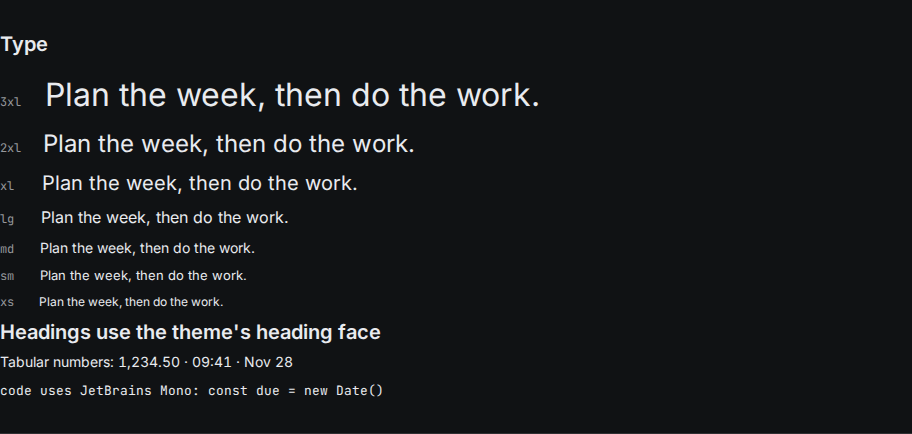 Type
3xl Plan the week, then do the work.
2xl Plan the week, then do the work.
xl Plan the week, then do the work.
lg Plan the week, then do the work.
md Plan the week, then do the work.
sm Plan the week, then do the work.
xs Plan the week, then do the work.
Headings use the theme's heading face
Tabular numbers: 1,234.50 · 09:41 · Nov 28
code uses JetBrains Mono: const due = new Date()